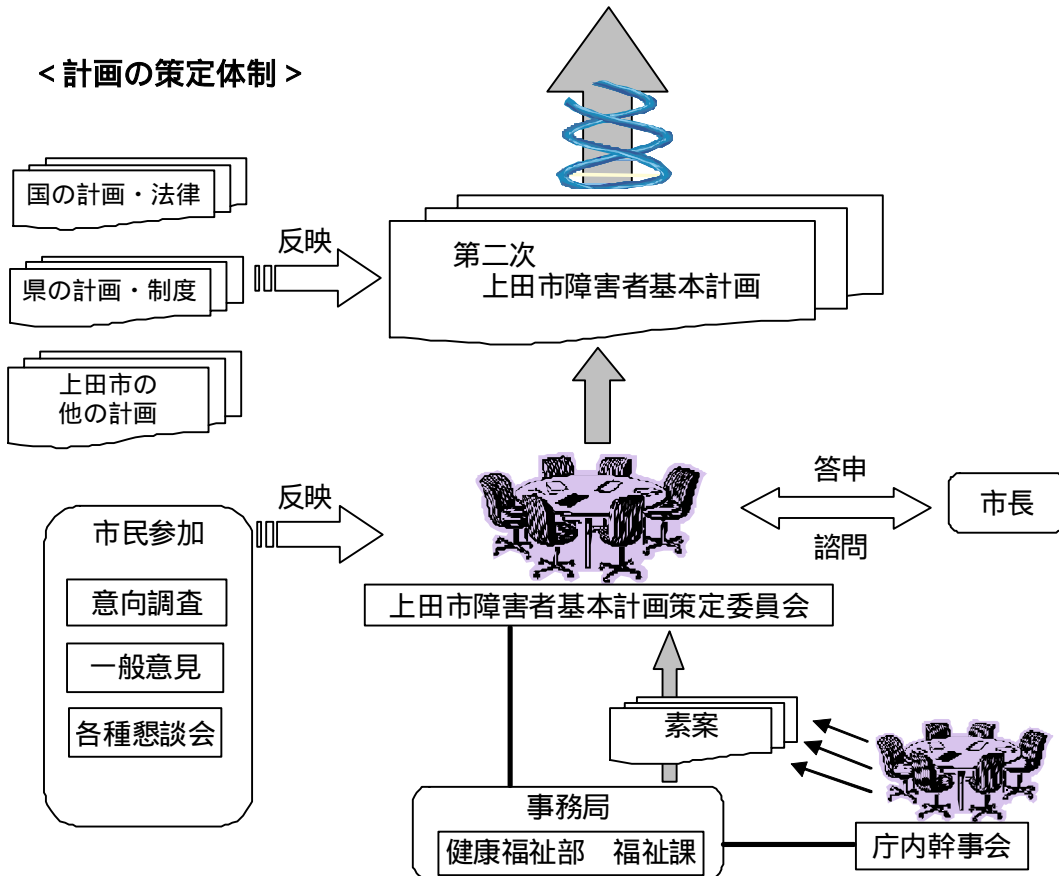 <計画の策定体制>
国の計画・法律
県の計画・制度
上田市の
他の計画
反映
第二次
上田市障害者基本計画
市民参加
意向調査
一般意見
各種懇談会
反映
答申
諮問
市長
上田市障害者基本計画策定委員会
素案
事務局
健康福祉部　福祉課
庁内幹事会